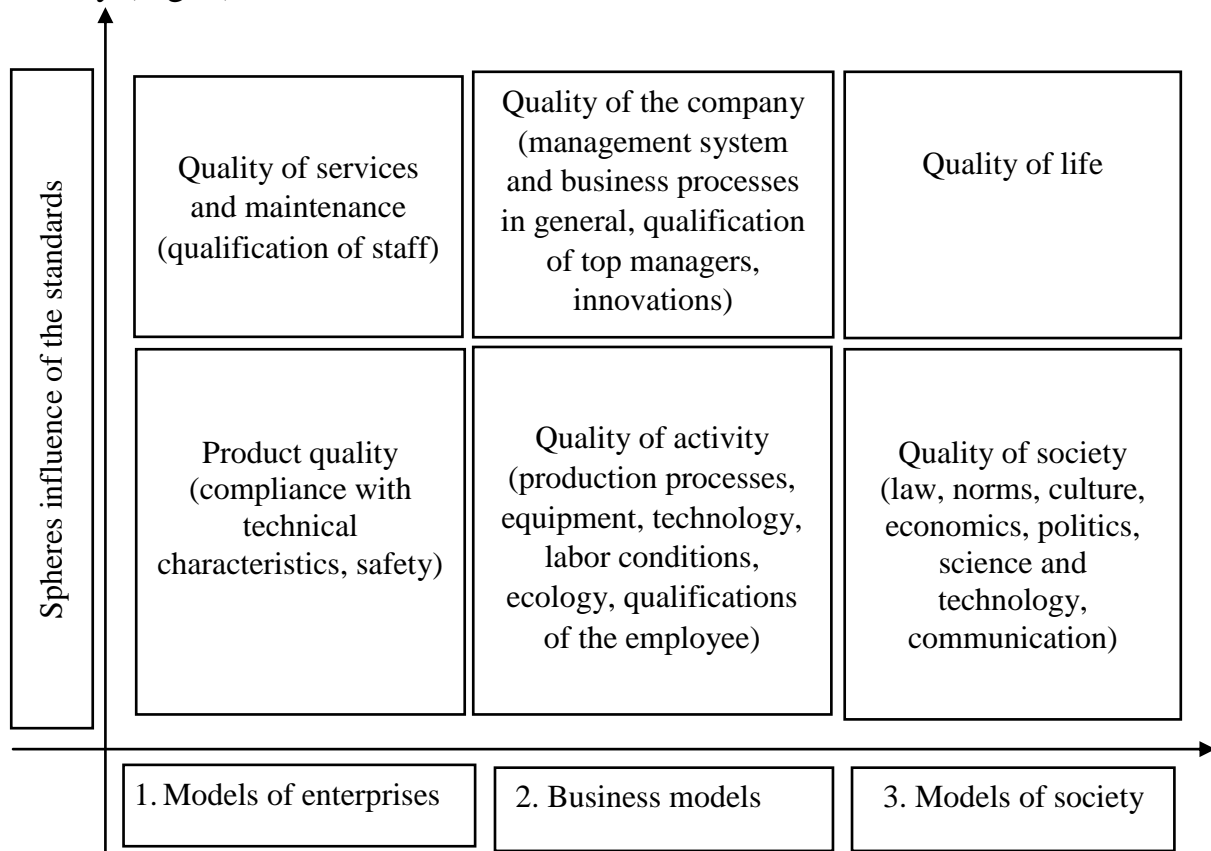 Spheres influence of the standards
Quality of services
and maintenance
(qualification of staff)
Quality of the company
(management system
and business processes
in general, qualification
of top managers,
innovations)
Quality of life
Product quality
(compliance with
technical
characteristics, safety)
Quality of activity
(production processes,
equipment, technology,
labor conditions,
ecology, qualifications
of the employee)
Quality of society
(law, norms, culture,
economics, politics,
science and
technology,
communication)
1. Models of enterprises
2. Business models
3. Models of society